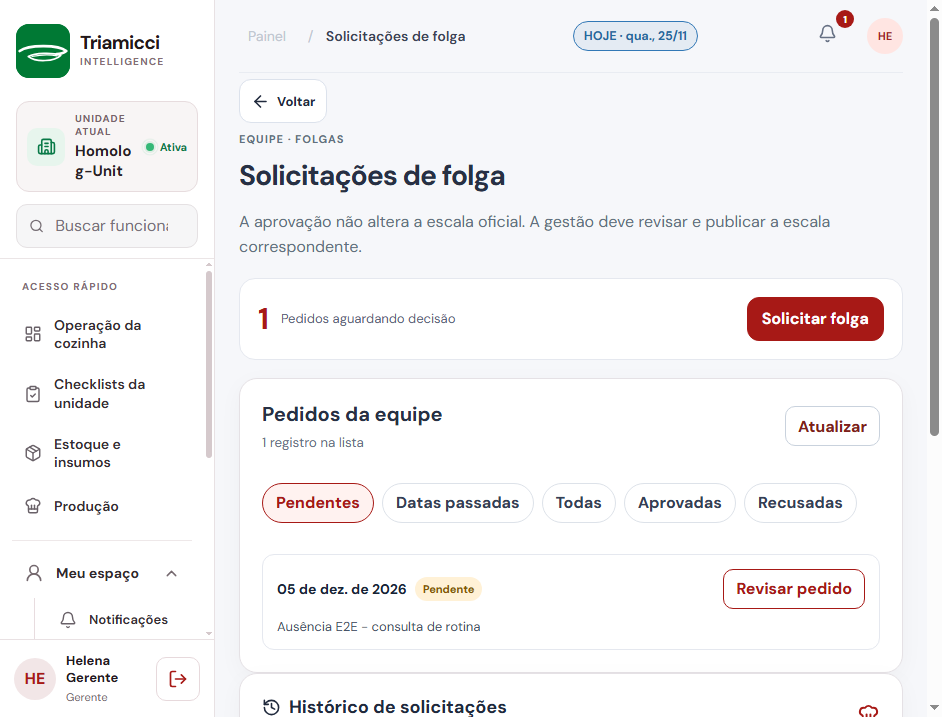 Triamicci
INTELLIGENCE
UNIDADE
ATUAL
Homolo
g-Unit
Ativa
Buscar funciona
ACESSO RÁPIDO
Operação da
cozinha
Checklists da
unidade
Estoque e
insumos
Produção
Meu espaço
Notificações
HE
Helena
Gerente
Gerente
Painel / Solicitações de folga
HOJE · qua., 25/11
1
HE
Voltar
EQUIPE · FOLGAS
Solicitações de folga
A aprovação não altera a escala oficial. A gestão deve revisar e publicar a escala
correspondente.
1 Pedidos aguardando decisão
Solicitar folga
Pedidos da equipe
1 registro na lista
Atualizar
Pendentes Datas passadas Todas Aprovadas Recusadas
05 de dez. de 2026 Pendente
Ausência E2E - consulta de rotina
Revisar pedido
Histórico de solicitações